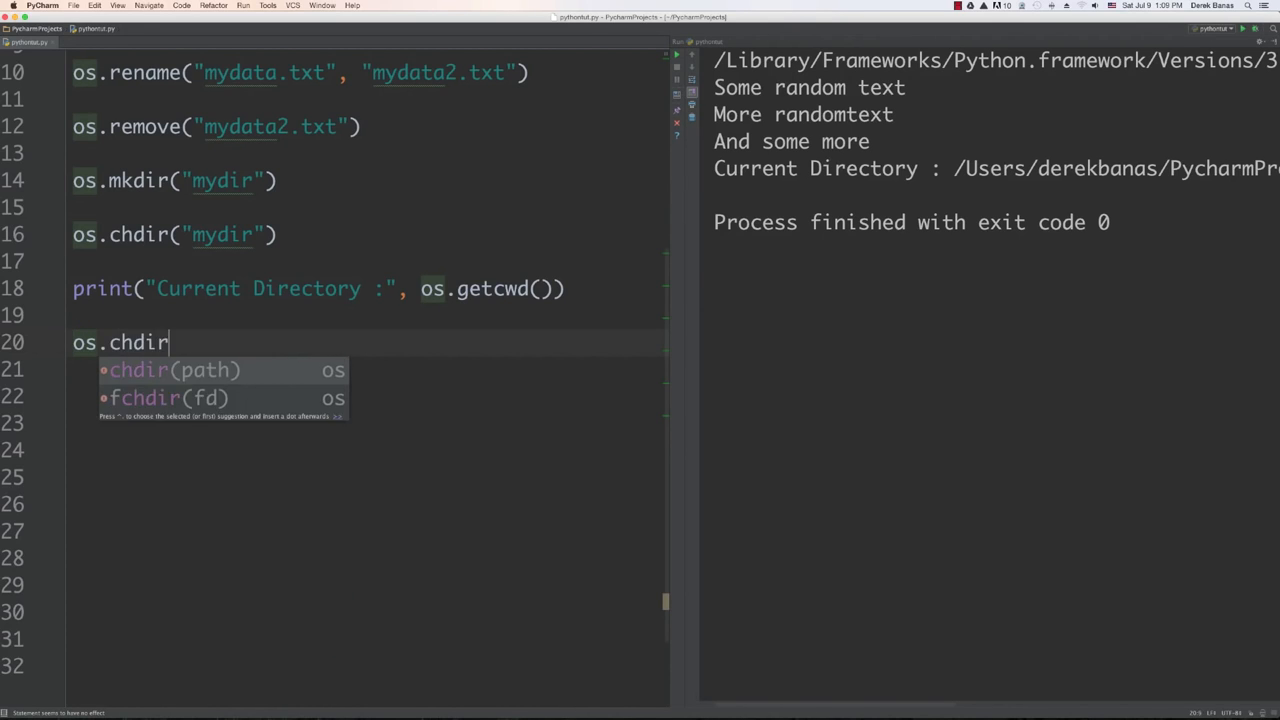 PyCharm File Edit View Navigate Code Refactor Run Tools VCS Window Help 10 Sat Jul 9 1:09 PM Derek Banas
pythontut.py - PycharmProjects - [~/PycharmProjects]
PycharmProjects pythontut.py pythontut
pythontut.py Run pythontut
10 os.rename("mydata.txt", "mydata2.txt")
11
12 os.remove("mydata2.txt")
13
14 os.mkdir("mydir")
15
16 os.chdir("mydir")
17
18 print("Current Directory :", os.getcwd())
19
20 os.chdir
21 chdir(path) os
22 fchdir(fd) os
Press ^. to choose the selected (or first) suggestion and insert a dot afterwards >>
23
24
25
26
27
28
29
30
31
32
/Library/Frameworks/Python.framework/Versions/3
Some random text
More randomtext
And some more
Current Directory : /Users/derekbanas/PycharmPr
Process finished with exit code 0
Statement seems to have no effect 20:9 LF÷ UTF-8÷